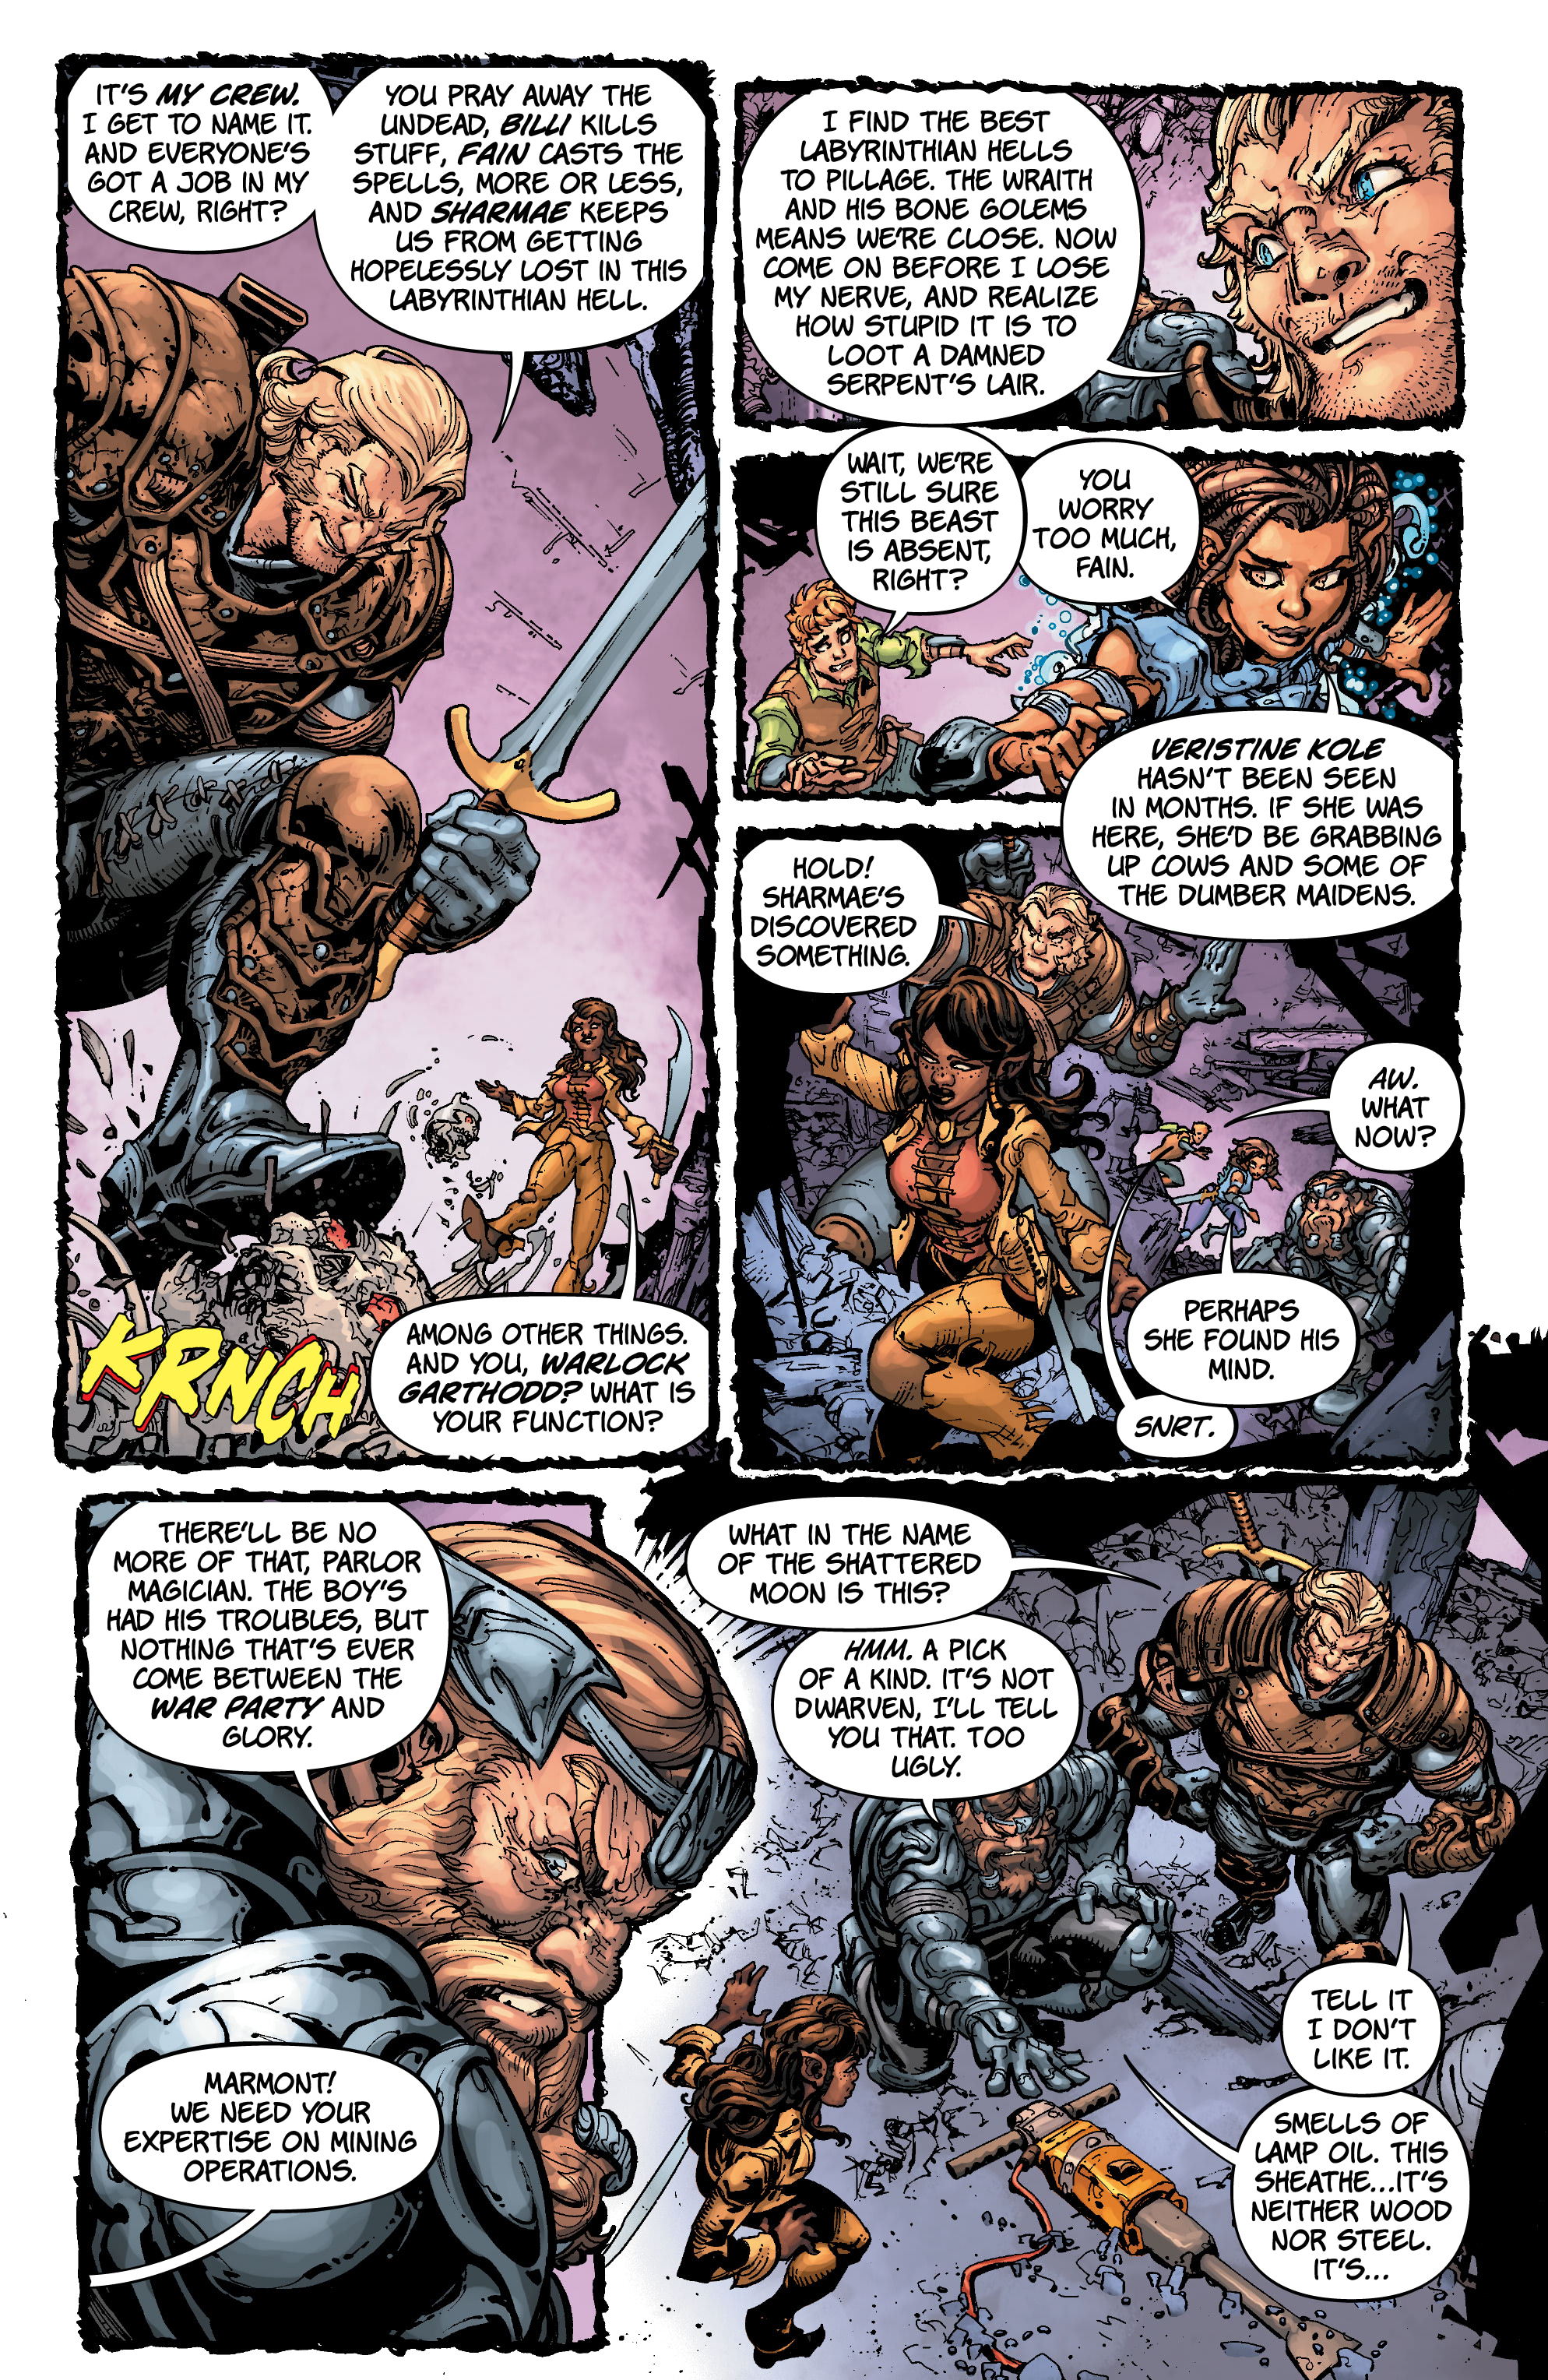 IT'S MY CREW.
I GET TO NAME IT.
AND EVERYONE'S
GOT A JOB IN MY
CREW, RIGHT?
YOU PRAY AWAY THE
UNDEAD, BILLI KILLS
STUFF, FAIN CASTS THE
SPELLS, MORE OR LESS,
AND SHARMAE KEEPS
US FROM GETTING
HOPELESSLY LOST IN THIS
LABYRINTHIAN HELL.
KRNCH
AMONG OTHER THINGS.
AND YOU, WARLOCK
GARTHODD? WHAT IS
YOUR FUNCTION?
I FIND THE BEST
LABYRINTHIAN HELLS
TO PILLAGE. THE WRAITH
AND HIS BONE GOLEMS
MEANS WE'RE CLOSE. NOW
COME ON BEFORE I LOSE
MY NERVE, AND REALIZE
HOW STUPID IT IS TO
LOOT A DAMNED
SERPENT'S LAIR.
WAIT, WE'RE
STILL SURE
THIS BEAST
IS ABSENT,
RIGHT?
YOU
WORRY
TOO MUCH,
FAIN.
VERISTINE KOLE
HASN'T BEEN SEEN
IN MONTHS. IF SHE WAS
HERE, SHE'D BE GRABBING
UP COWS AND SOME OF
THE DUMBER MAIDENS.
HOLD!
SHARMAE'S
DISCOVERED
SOMETHING.
AW.
WHAT
NOW?
PERHAPS
SHE FOUND HIS
MIND.
SNRT.
THERE'LL BE NO
MORE OF THAT, PARLOR
MAGICIAN. THE BOY'S
HAD HIS TROUBLES, BUT
NOTHING THAT'S EVER
COME BETWEEN THE
WAR PARTY AND
GLORY.
MARMONT!
WE NEED YOUR
EXPERTISE ON MINING
OPERATIONS.
WHAT IN THE NAME
OF THE SHATTERED
MOON IS THIS?
HMM. A PICK
OF A KIND. IT'S NOT
DWARVEN, I'LL TELL
YOU THAT. TOO
UGLY.
TELL IT
I DON'T
LIKE IT.
SMELLS OF
LAMP OIL. THIS
SHEATHE...IT'S
NEITHER WOOD
NOR STEEL.
IT'S...